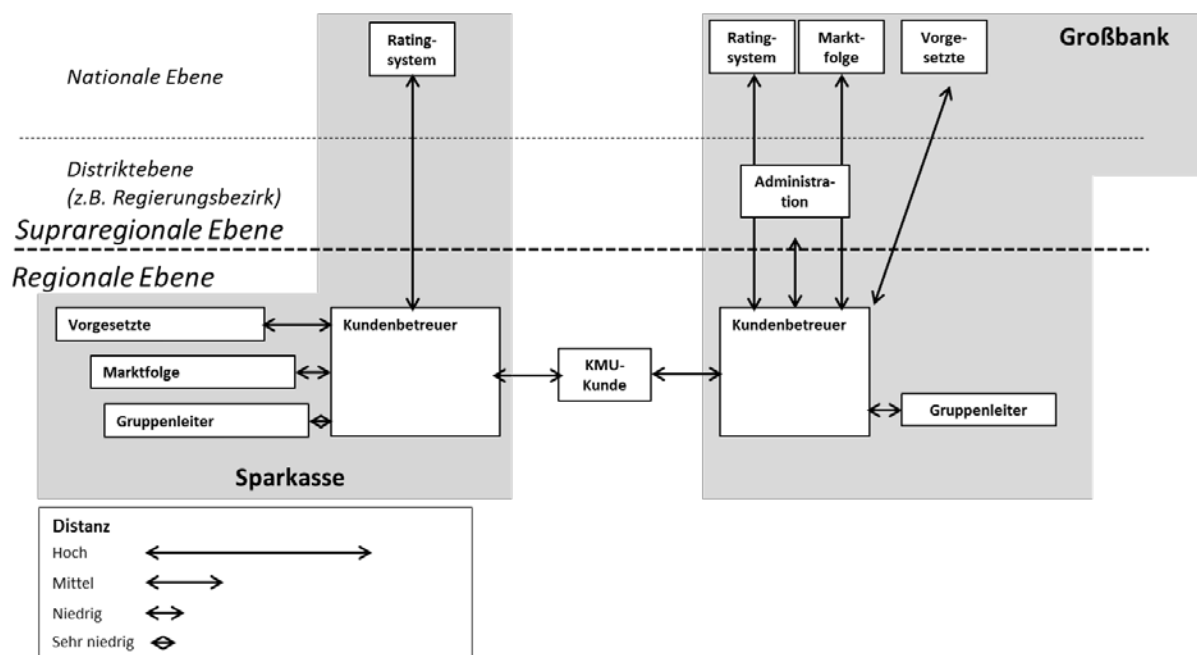 Rating-
system
Rating-
system
Markt-
folge
Vorge-
setzte
Großbank
Nationale Ebene
Distriktebene
(z.B. Regierungsbezirk)
Administra-
tion
Supraregionale Ebene
Regionale Ebene
Vorgesetzte
Marktfolge
Gruppenleiter
Kundenbetreuer
KMU-
Kunde
Kundenbetreuer
Gruppenleiter
Sparkasse
Distanz
Hoch
Mittel
Niedrig
Sehr niedrig